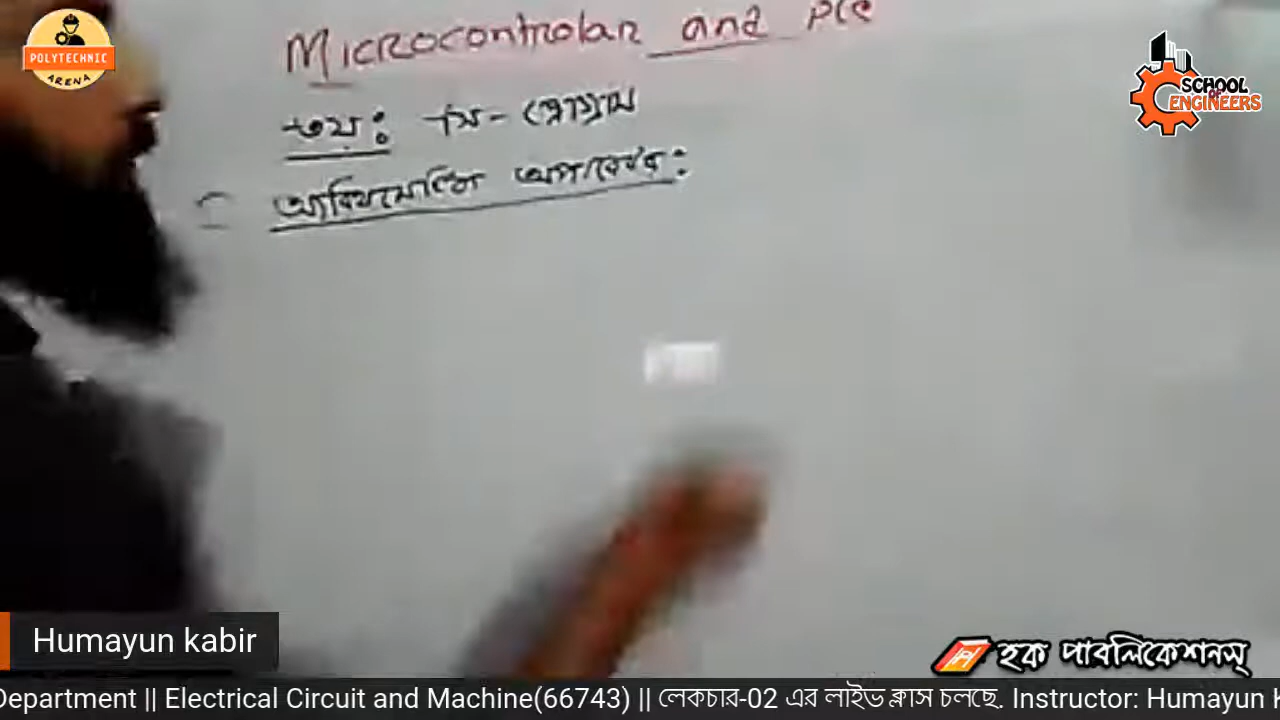 POLYTECHNIC
ARENA
Microcontrolar and PlC
SCHOOL
OF
ENGINEERS
৩য়:
অ্যারিথমেটিক অপারেটর:
Humayun kabir
হক পাবলিকেশনস্
Department || Electrical Circuit and Machine(66743) || লেকচার-02 এর লাইভ ক্লাস চলছে. Instructor: Humayun K